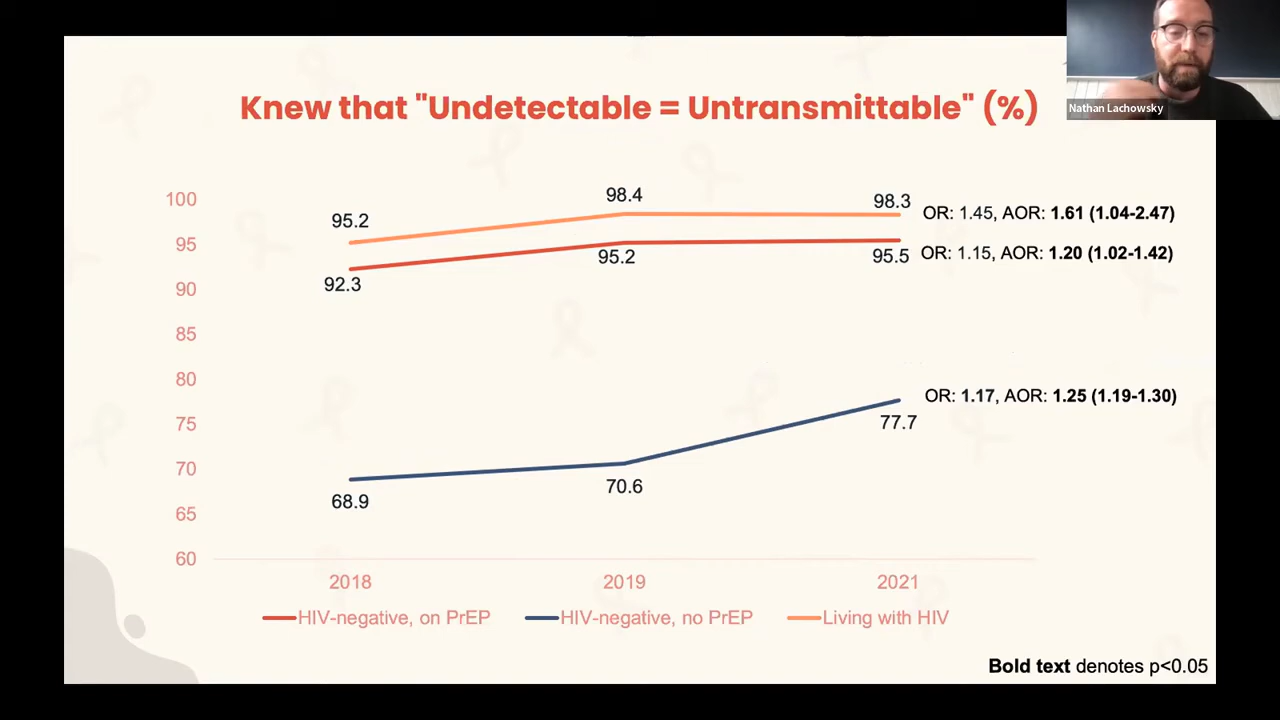 Nathan Lachowsky
Knew that "Undetectable = Untransmittable" (%)
100
95
90
85
80
75
70
65
60
95.2
98.4
98.3
OR: 1.45, AOR: 1.61 (1.04-2.47)
92.3
95.2
95.5
OR: 1.15, AOR: 1.20 (1.02-1.42)
68.9
70.6
77.7
OR: 1.17, AOR: 1.25 (1.19-1.30)
2018 2019 2021
HIV-negative, on PrEP HIV-negative, no PrEP Living with HIV
Bold text denotes p<0.05